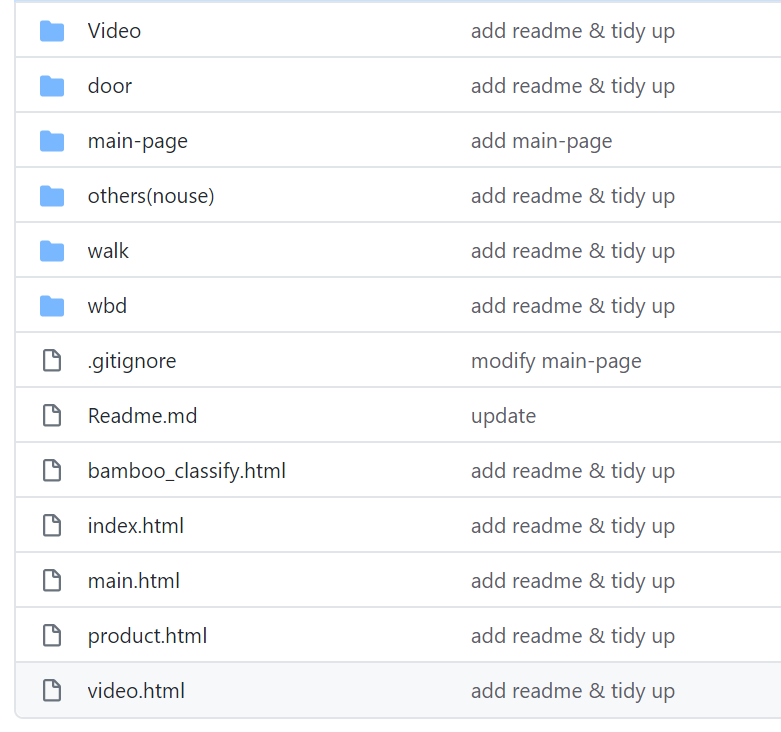 Video add readme & tidy up
door add readme & tidy up
main-page add main-page
others(nouse) add readme & tidy up
walk add readme & tidy up
wbd add readme & tidy up
.gitignore modify main-page
Readme.md update
bamboo_classify.html add readme & tidy up
index.html add readme & tidy up
main.html add readme & tidy up
product.html add readme & tidy up
video.html add readme & tidy up